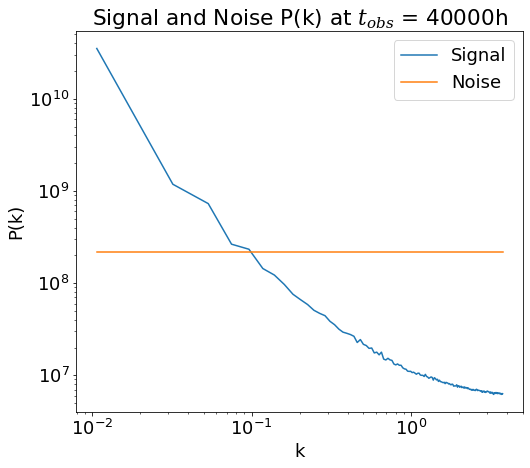 Signal and Noise P(k) at t_obs = 40000h
Signal
Noise
10^10
10^9
10^8
10^7
P(k)
10^−2 10^−1 10^0
k